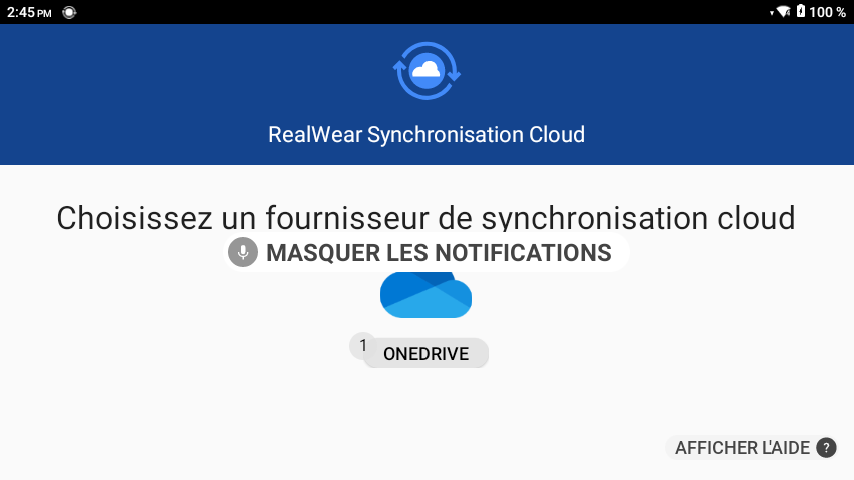 2:45 PM
100 %
RealWear Synchronisation Cloud
Choisissez un fournisseur de synchronisation cloud
MASQUER LES NOTIFICATIONS
1
ONEDRIVE
AFFICHER L'AIDE ?